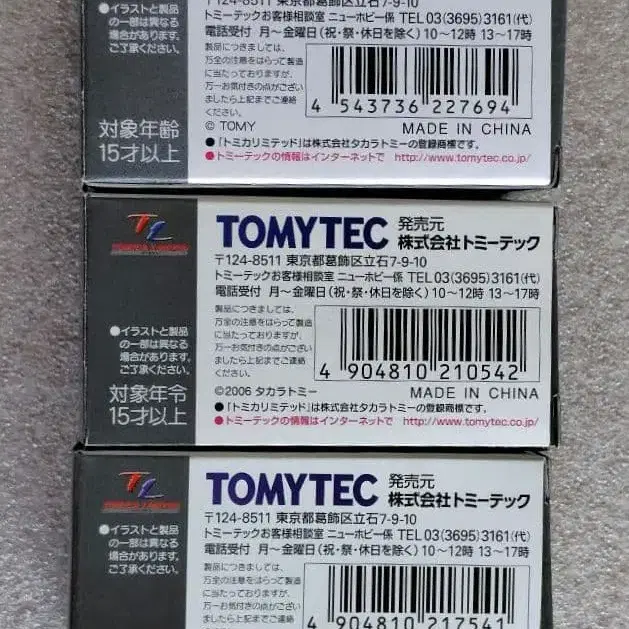 ●イラストと製品
の一部は異なる
場合があります。
ご了承ください。
対象年齢
15才以上
〒124-8511 東京都葛飾区立石7-9-10
トミーテックお客様相談室 ニューホビー係 TEL 03(3695)3161(代)
電話受付 月〜金曜日(祝・祭・休日を除く) 10〜12時 13〜17時
製品につきましては、
万全の注意をはらって製造
に当たっておりますが、
万一お気付きの点がござい
ましたら上記までご連絡
ください。
4 543736 227694
© TOMY
MADE IN CHINA
●「トミカリミテッド」は株式会社タカラトミーの登録商標です。
●トミーテックの情報はインターネットで http://www.tomytec.co.jp/
TL
●イラストと製品
の一部は異なる
場合があります。
ご了承ください。
対象年令
15才以上
TOMYTEC 発売元
株式会社トミーテック
〒124-8511 東京都葛飾区立石7-9-10
トミーテックお客様相談室 ニューホビー係 TEL 03(3695)3161(代)
電話受付 月〜金曜日(祝・祭・休日を除く) 10〜12時 13〜17時
製品につきましては、
万全の注意をはらって製造
に当たっておりますが、
万一お気付きの点がござい
ましたら上記までご連絡
ください。
4 904810 210542
©2006 タカラトミー
MADE IN CHINA
●「トミカリミテッド」は株式会社タカラトミーの登録商標です。
●トミーテックの情報はインターネットで http://www.tomytec.co.jp/
TL
●イラストと製品
の一部は異なる
場合があります。
ご了承ください。
TOMYTEC 発売元
株式会社トミーテック
〒124-8511 東京都葛飾区立石7-9-10
トミーテックお客様相談室 ニューホビー係 TEL 03(3695)3161(代)
電話受付 月〜金曜日(祝・祭・休日を除く) 10〜12時 13〜17時
製品につきましては、
万全の注意をはらって製造
に当たっておりますが、
万一お気付きの点がござい
ましたら上記までご連絡
4 904810 217541